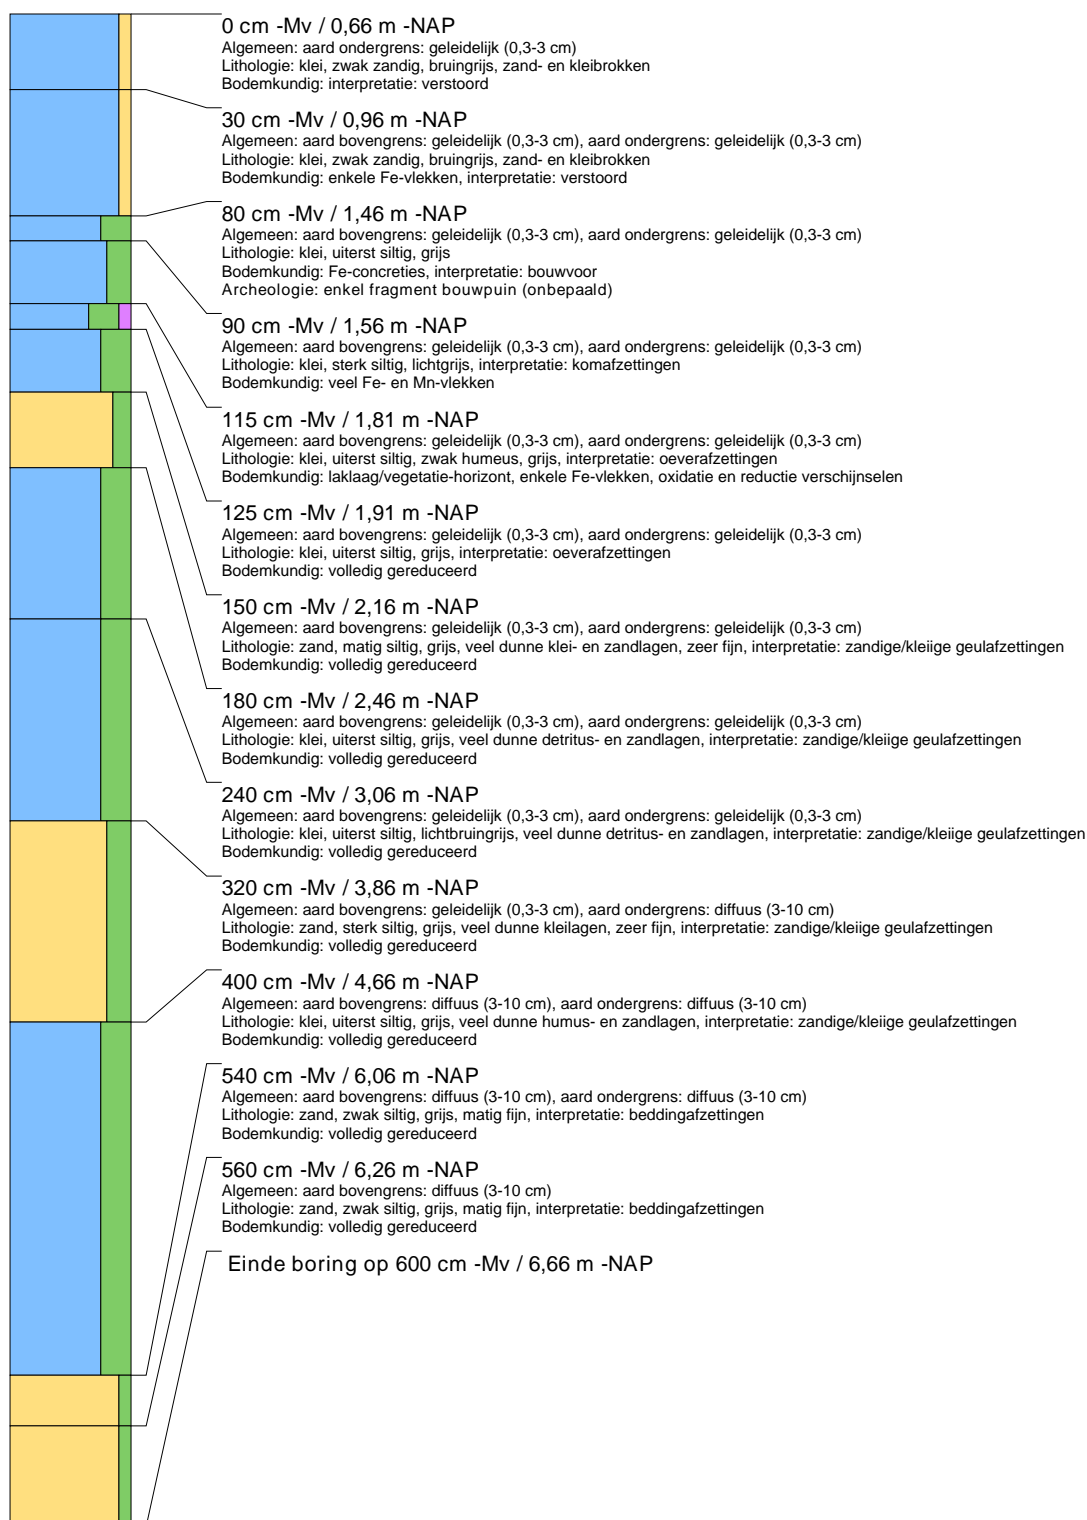 0 cm -Mv / 0,66 m -NAP
Algemeen: aard ondergrens: geleidelijk (0,3-3 cm)
Lithologie: klei, zwak zandig, bruingrijs, zand- en kleibrokken
Bodemkundig: interpretatie: verstoord
30 cm -Mv / 0,96 m -NAP
Algemeen: aard bovengrens: geleidelijk (0,3-3 cm), aard ondergrens: geleidelijk (0,3-3 cm)
Lithologie: klei, zwak zandig, bruingrijs, zand- en kleibrokken
Bodemkundig: enkele Fe-vlekken, interpretatie: verstoord
80 cm -Mv / 1,46 m -NAP
Algemeen: aard bovengrens: geleidelijk (0,3-3 cm), aard ondergrens: geleidelijk (0,3-3 cm)
Lithologie: klei, uiterst siltig, grijs
Bodemkundig: Fe-concreties, interpretatie: bouwvoor
Archeologie: enkel fragment bouwpuin (onbepaald)
90 cm -Mv / 1,56 m -NAP
Algemeen: aard bovengrens: geleidelijk (0,3-3 cm), aard ondergrens: geleidelijk (0,3-3 cm)
Lithologie: klei, sterk siltig, lichtgrijs, interpretatie: komafzettingen
Bodemkundig: veel Fe- en Mn-vlekken
115 cm -Mv / 1,81 m -NAP
Algemeen: aard bovengrens: geleidelijk (0,3-3 cm), aard ondergrens: geleidelijk (0,3-3 cm)
Lithologie: klei, uiterst siltig, zwak humeus, grijs, interpretatie: oeverafzettingen
Bodemkundig: laklaag/vegetatie-horizont, enkele Fe-vlekken, oxidatie en reductie verschijnselen
125 cm -Mv / 1,91 m -NAP
Algemeen: aard bovengrens: geleidelijk (0,3-3 cm), aard ondergrens: geleidelijk (0,3-3 cm)
Lithologie: klei, uiterst siltig, grijs, interpretatie: oeverafzettingen
Bodemkundig: volledig gereduceerd
150 cm -Mv / 2,16 m -NAP
Algemeen: aard bovengrens: geleidelijk (0,3-3 cm), aard ondergrens: geleidelijk (0,3-3 cm)
Lithologie: zand, matig siltig, grijs, veel dunne klei- en zandlagen, zeer fijn, interpretatie: zandige/kleiige geulafzettingen
Bodemkundig: volledig gereduceerd
180 cm -Mv / 2,46 m -NAP
Algemeen: aard bovengrens: geleidelijk (0,3-3 cm), aard ondergrens: geleidelijk (0,3-3 cm)
Lithologie: klei, uiterst siltig, grijs, veel dunne detritus- en zandlagen, interpretatie: zandige/kleiige geulafzettingen
Bodemkundig: volledig gereduceerd
240 cm -Mv / 3,06 m -NAP
Algemeen: aard bovengrens: geleidelijk (0,3-3 cm), aard ondergrens: geleidelijk (0,3-3 cm)
Lithologie: klei, uiterst siltig, lichtbruingrijs, veel dunne detritus- en zandlagen, interpretatie: zandige/kleiige geulafzettingen
Bodemkundig: volledig gereduceerd
320 cm -Mv / 3,86 m -NAP
Algemeen: aard bovengrens: geleidelijk (0,3-3 cm), aard ondergrens: diffuus (3-10 cm)
Lithologie: zand, sterk siltig, grijs, veel dunne kleilagen, zeer fijn, interpretatie: zandige/kleiige geulafzettingen
Bodemkundig: volledig gereduceerd
400 cm -Mv / 4,66 m -NAP
Algemeen: aard bovengrens: diffuus (3-10 cm), aard ondergrens: diffuus (3-10 cm)
Lithologie: klei, uiterst siltig, grijs, veel dunne humus- en zandlagen, interpretatie: zandige/kleiige geulafzettingen
Bodemkundig: volledig gereduceerd
540 cm -Mv / 6,06 m -NAP
Algemeen: aard bovengrens: diffuus (3-10 cm), aard ondergrens: diffuus (3-10 cm)
Lithologie: zand, zwak siltig, grijs, matig fijn, interpretatie: beddingafzettingen
Bodemkundig: volledig gereduceerd
560 cm -Mv / 6,26 m -NAP
Algemeen: aard bovengrens: diffuus (3-10 cm)
Lithologie: zand, zwak siltig, grijs, matig fijn, interpretatie: beddingafzettingen
Bodemkundig: volledig gereduceerd
Einde boring op 600 cm -Mv / 6,66 m -NAP